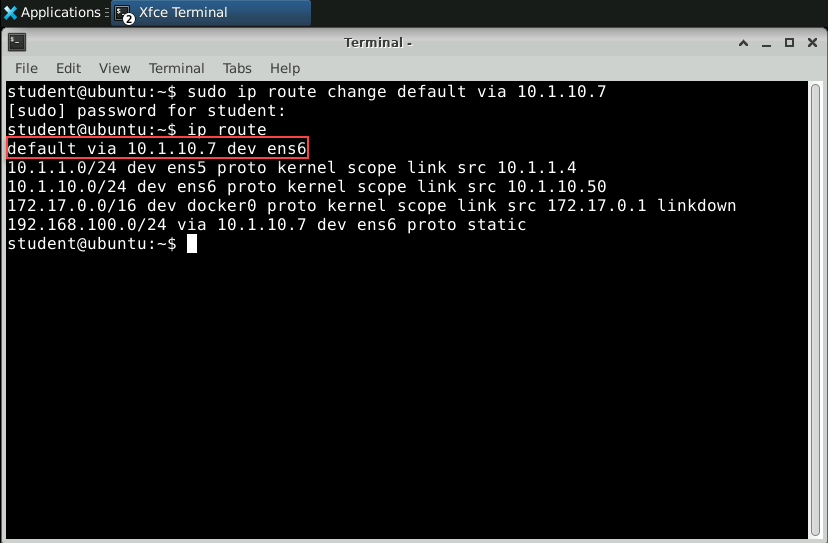 Applications
2
Xfce Terminal
Terminal -
File Edit View Terminal Tabs Help
student@ubuntu:~$ sudo ip route change default via 10.1.10.7
[sudo] password for student:
student@ubuntu:~$ ip route
default via 10.1.10.7 dev ens6
10.1.1.0/24 dev ens5 proto kernel scope link src 10.1.1.4
10.1.10.0/24 dev ens6 proto kernel scope link src 10.1.10.50
172.17.0.0/16 dev docker0 proto kernel scope link src 172.17.0.1 linkdown
192.168.100.0/24 via 10.1.10.7 dev ens6 proto static
student@ubuntu:~$